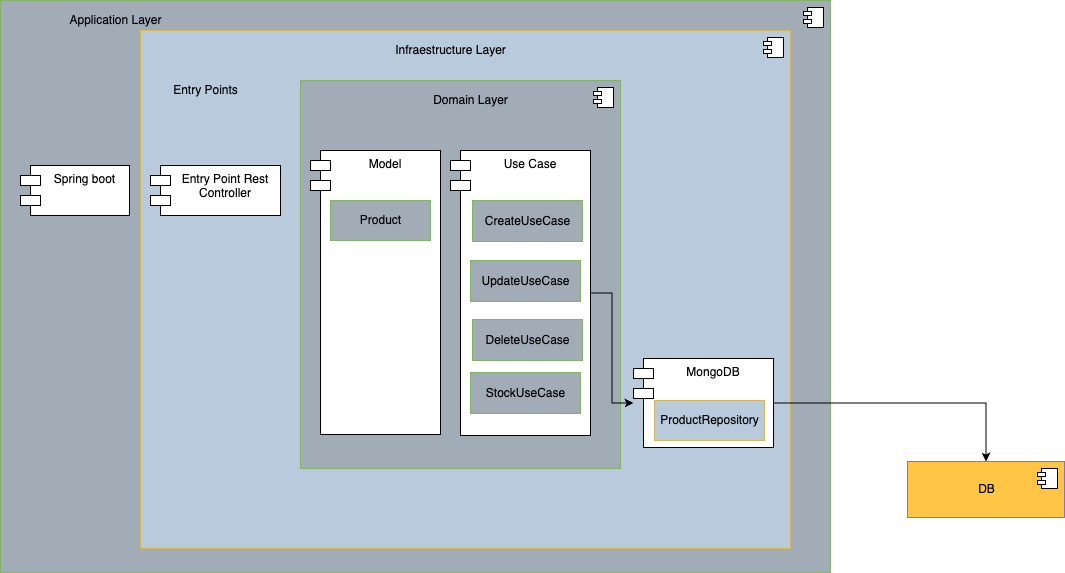 Application Layer
Infraestructure Layer
Entry Points
Domain Layer
Spring boot
Entry Point Rest
Controller
Model
Product
Use Case
CreateUseCase
UpdateUseCase
DeleteUseCase
StockUseCase
MongoDB
ProductRepository
DB